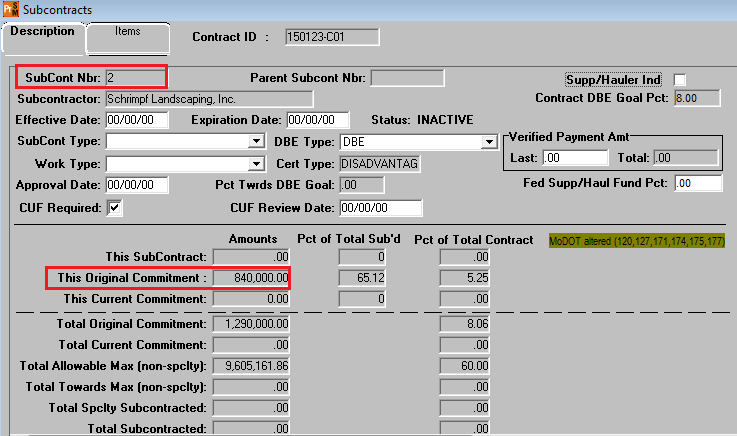 Pr S M Subcontracts
Description Items Contract ID : 150123-C01
SubCont Nbr: 2 Parent Subcont Nbr: Supp/Hauler Ind
Subcontractor: Schrimpf Landscaping, Inc. Contract DBE Goal Pct: 8.00
Effective Date: 00/00/00 Expiration Date: 00/00/00 Status: INACTIVE
SubCont Type: DBE Type: DBE Verified Payment Amt
Work Type: Cert Type: DISADVANTAG Last: .00 Total: .00
Approval Date: 00/00/00 Pct Twrds DBE Goal: .00 Fed Supp/Haul Fund Pct: .00
CUF Required: CUF Review Date: 00/00/00
Amounts Pct of Total Sub'd Pct of Total Contract MoDOT altered (120,127,171,174,175,177)
This SubContract: .00 0 .00
This Original Commitment : 840,000.00 65.12 5.25
This Current Commitment: 0.00 0 .00
Total Original Commitment: 1,290,000.00 8.06
Total Current Commitment: .00 .00
Total Allowable Max (non-spclty): 9,605,161.86 60.00
Total Towards Max (non-spclty): .00 .00
Total Spclty Subcontracted: .00 .00
Total Subcontracted: .00 .00